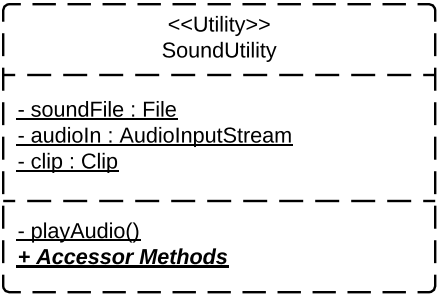 <<Utility>>
SoundUtility
- soundFile : File
- audioIn : AudioInputStream
- clip : Clip
- playAudio()
+ Accessor Methods